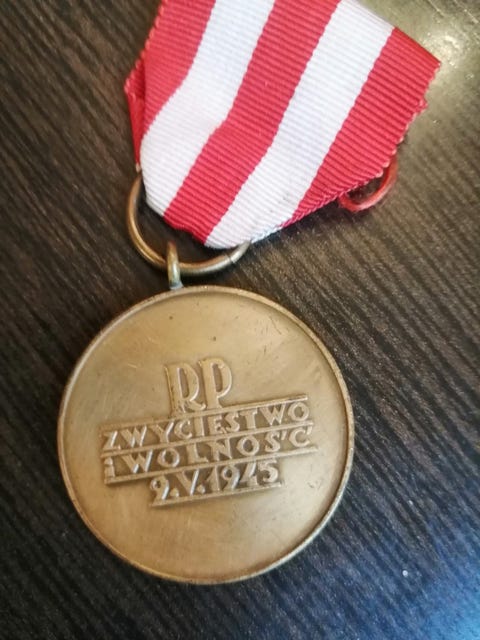 RP
ZWYCIĘSTWO
i WOLNOŚĆ
9.V.1945